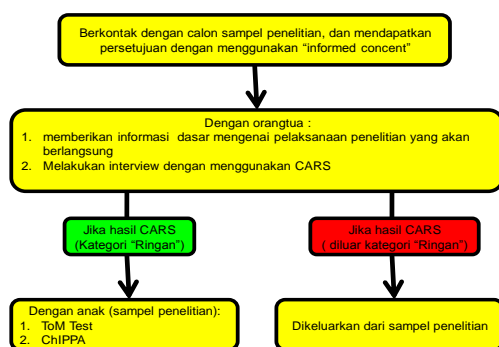 Berkontak dengan calon sampel penelitian, dan mendapatkan
persetujuan dengan menggunakan “informed concent”
Dengan orangtua :
1. memberikan informasi dasar mengenai pelaksanaan penelitian yang akan
berlangsung
2. Melakukan interview dengan menggunakan CARS
Jika hasil CARS
(Kategori “Ringan”)
Jika hasil CARS
( diluar kategori “Ringan”)
Dengan anak (sampel penelitian):
1. ToM Test
2. ChIPPA
Dikeluarkan dari sampel penelitian